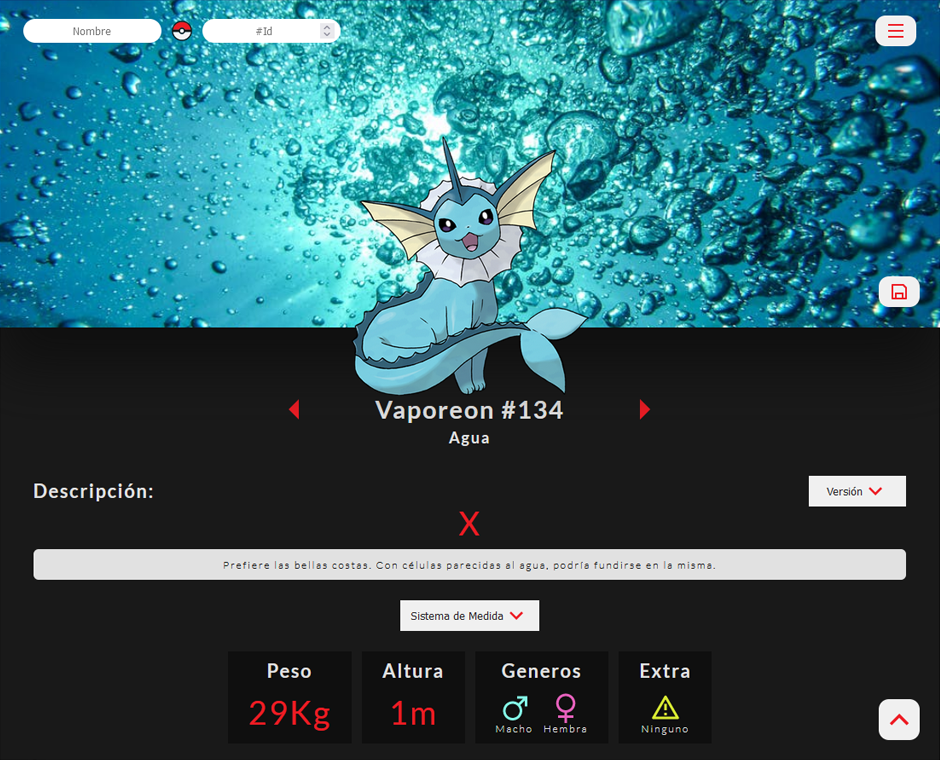 Nombre
#Id
Vaporeon #134
Agua
Descripción:
Versión
X
Prefiere las bellas costas. Con células parecidas al agua, podría fundirse en la misma.
Sistema de Medida
Peso
29Kg
Altura
1m
Generos
Macho Hembra
Extra
Ninguno